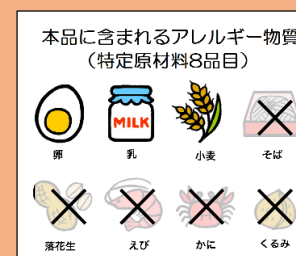 本品に含まれるアレルギー物質
（特定原材料8品目）
MILK
卵 乳 小麦 そば
落花生 えび かに くるみ